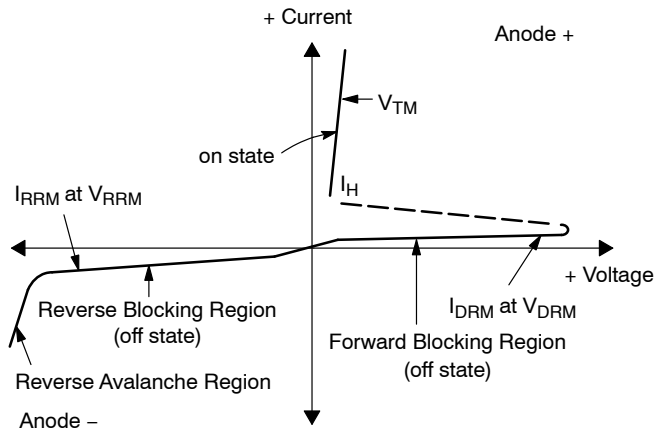 + Current
Anode +
V_TM
on state
I_H
I_RRM at V_RRM
+ Voltage
Reverse Blocking Region
(off state)
I_DRM at V_DRM
Forward Blocking Region
(off state)
Reverse Avalanche Region
Anode −